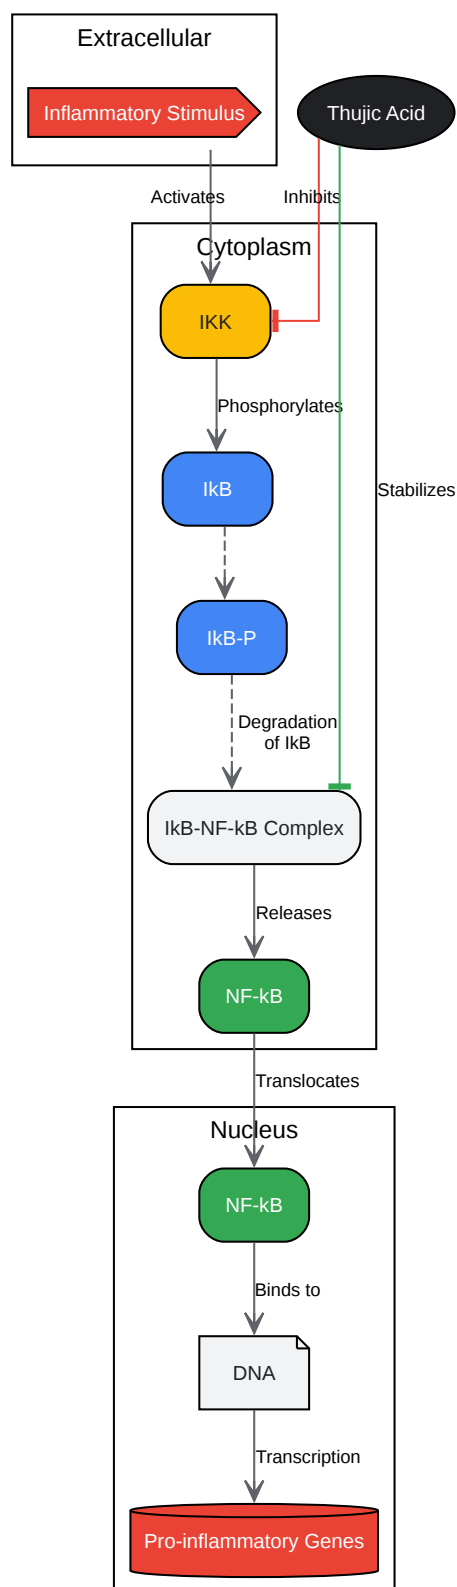 Extracellular
Inflammatory Stimulus
Thujic Acid
Activates
Inhibits
Cytoplasm
IKK
Phosphorylates
IkB
Stabilizes
IkB-P
Degradation
of IkB
IkB-NF-kB Complex
Releases
NF-kB
Translocates
Nucleus
NF-kB
Binds to
DNA
Transcription
Pro-inflammatory Genes